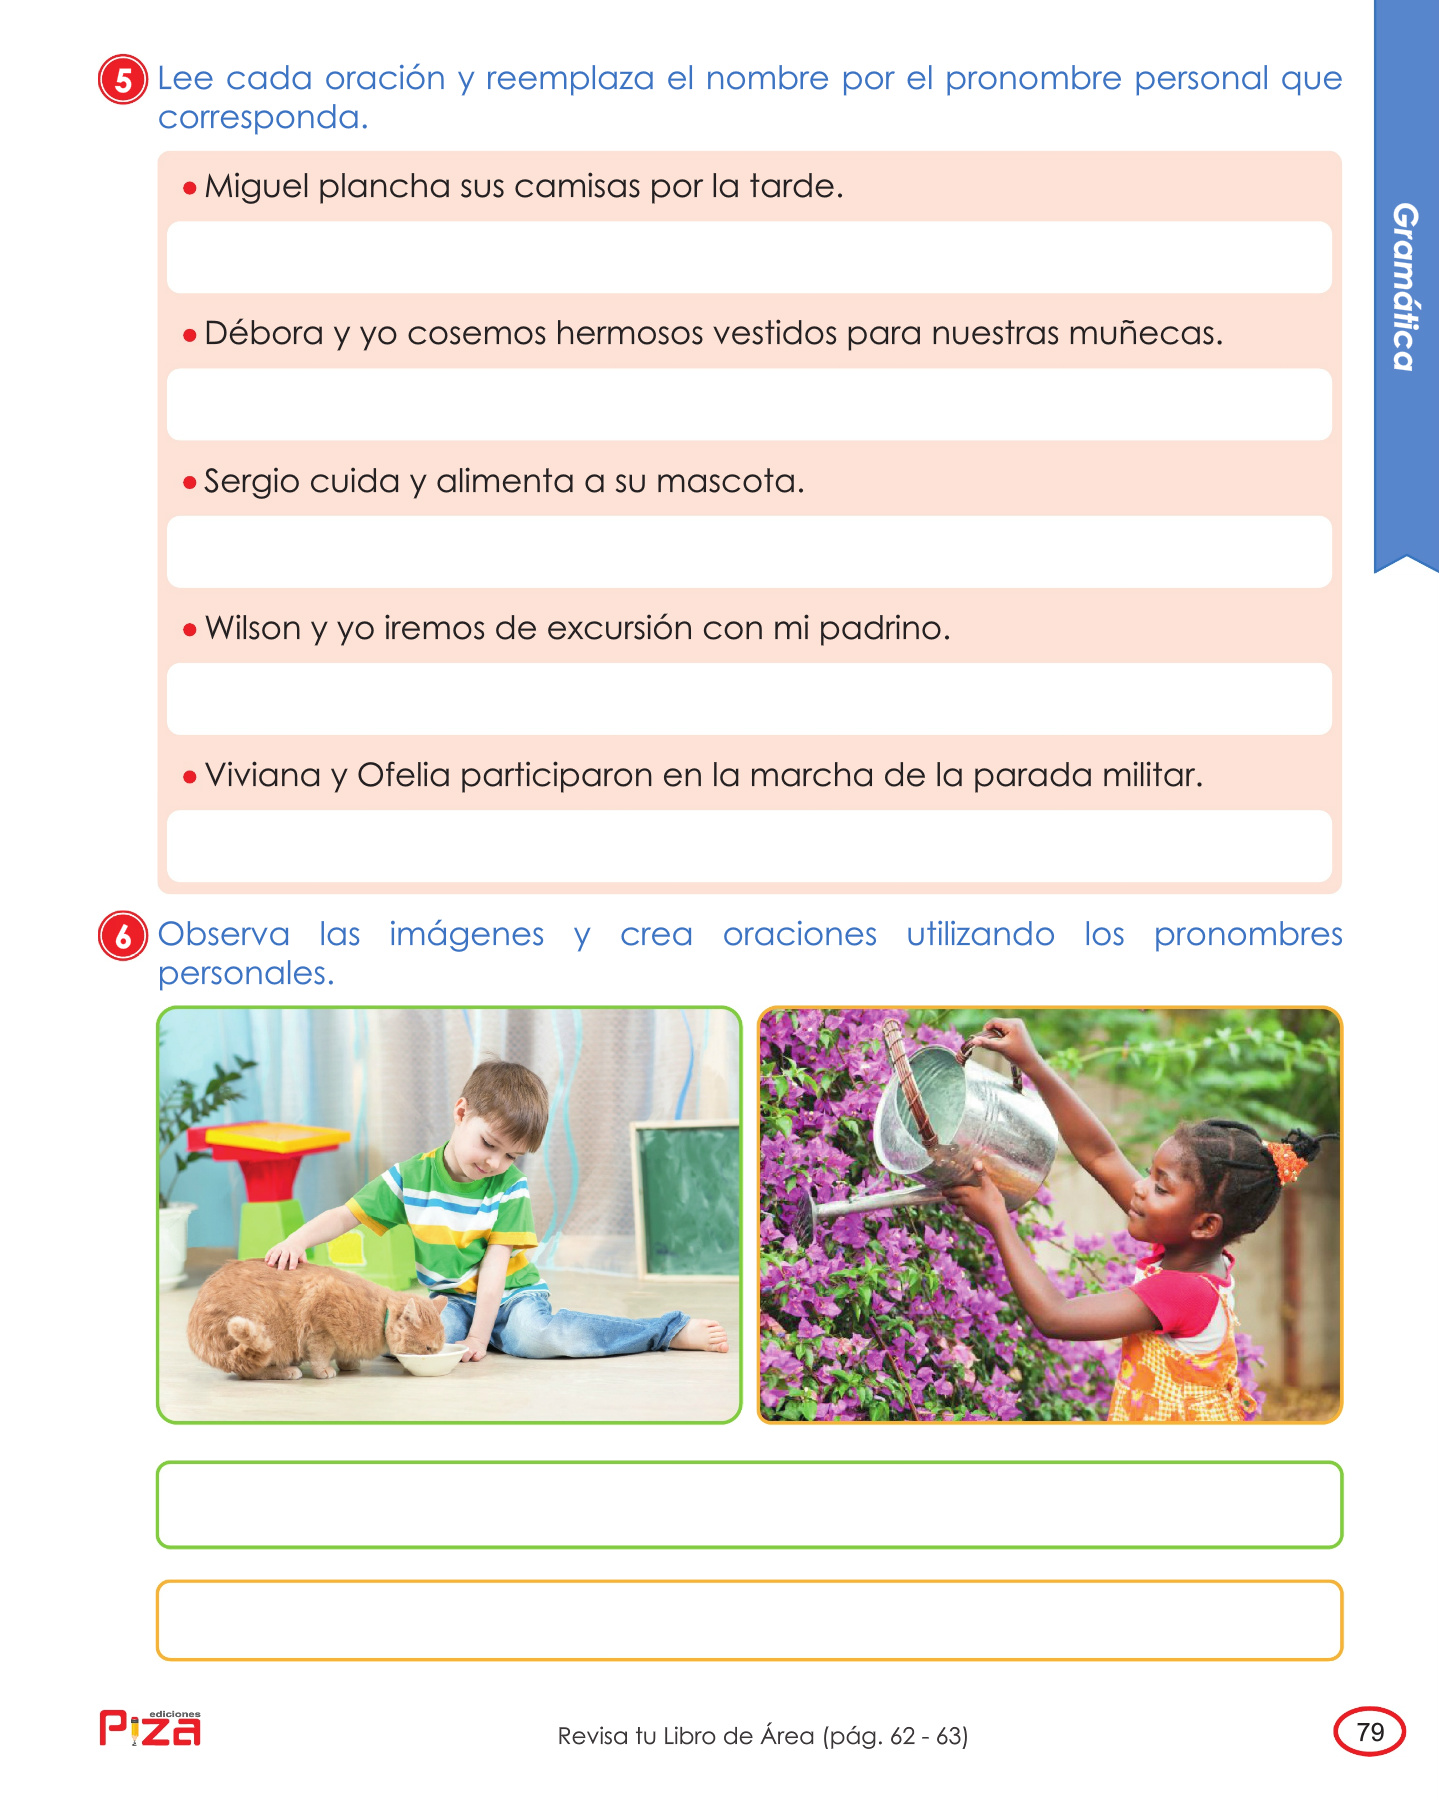 5 Lee cada oración y reemplaza el nombre por el pronombre personal que
corresponda.
• Miguel plancha sus camisas por la tarde.
• Débora y yo cosemos hermosos vestidos para nuestras muñecas.
• Sergio cuida y alimenta a su mascota.
• Wilson y yo iremos de excursión con mi padrino.
• Viviana y Ofelia participaron en la marcha de la parada militar.
Gramática
6 Observa las imágenes y crea oraciones utilizando los pronombres
personales.
ediciones
Piza
Revisa tu Libro de Área (pág. 62 - 63)
79